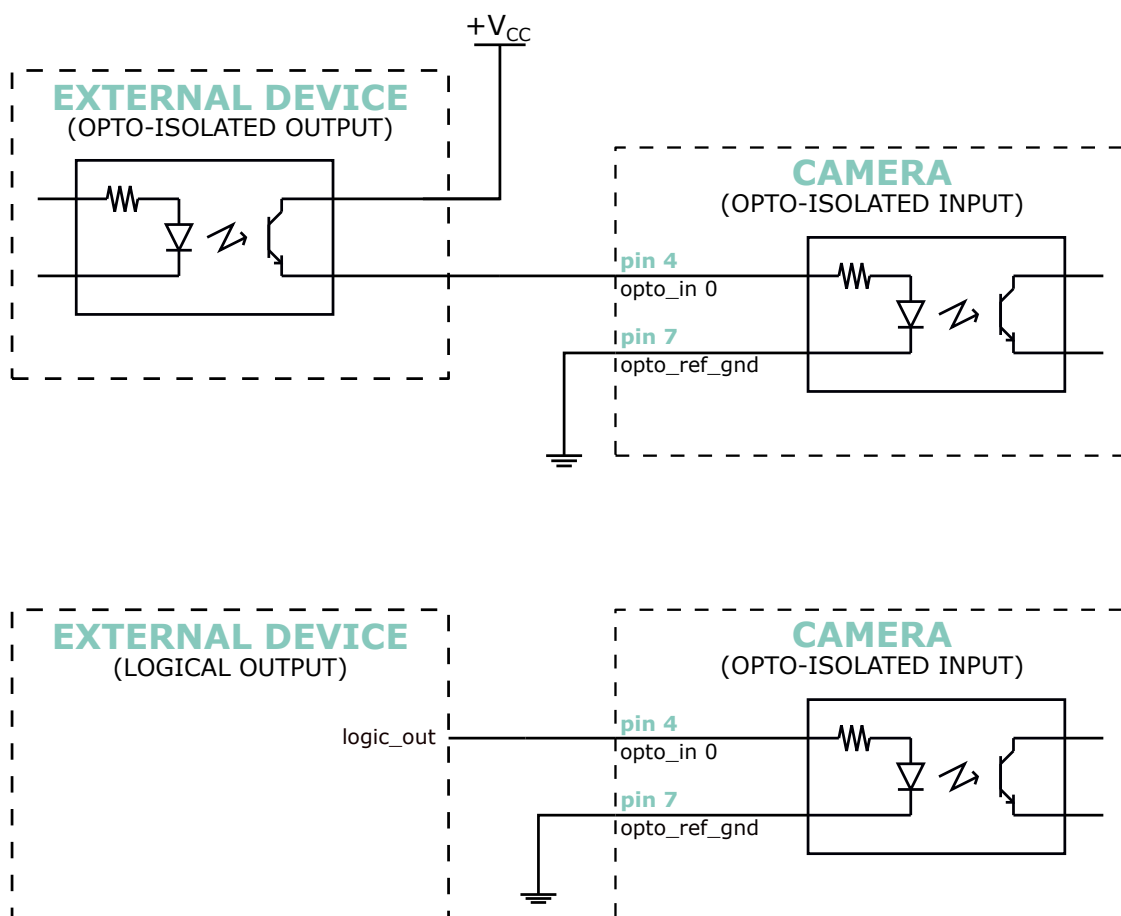 +VCC
EXTERNAL DEVICE
(OPTO-ISOLATED OUTPUT)
CAMERA
(OPTO-ISOLATED INPUT)
pin 4
opto_in 0
pin 7
opto_ref_gnd
EXTERNAL DEVICE
(LOGICAL OUTPUT)
logic_out
CAMERA
(OPTO-ISOLATED INPUT)
pin 4
opto_in 0
pin 7
opto_ref_gnd